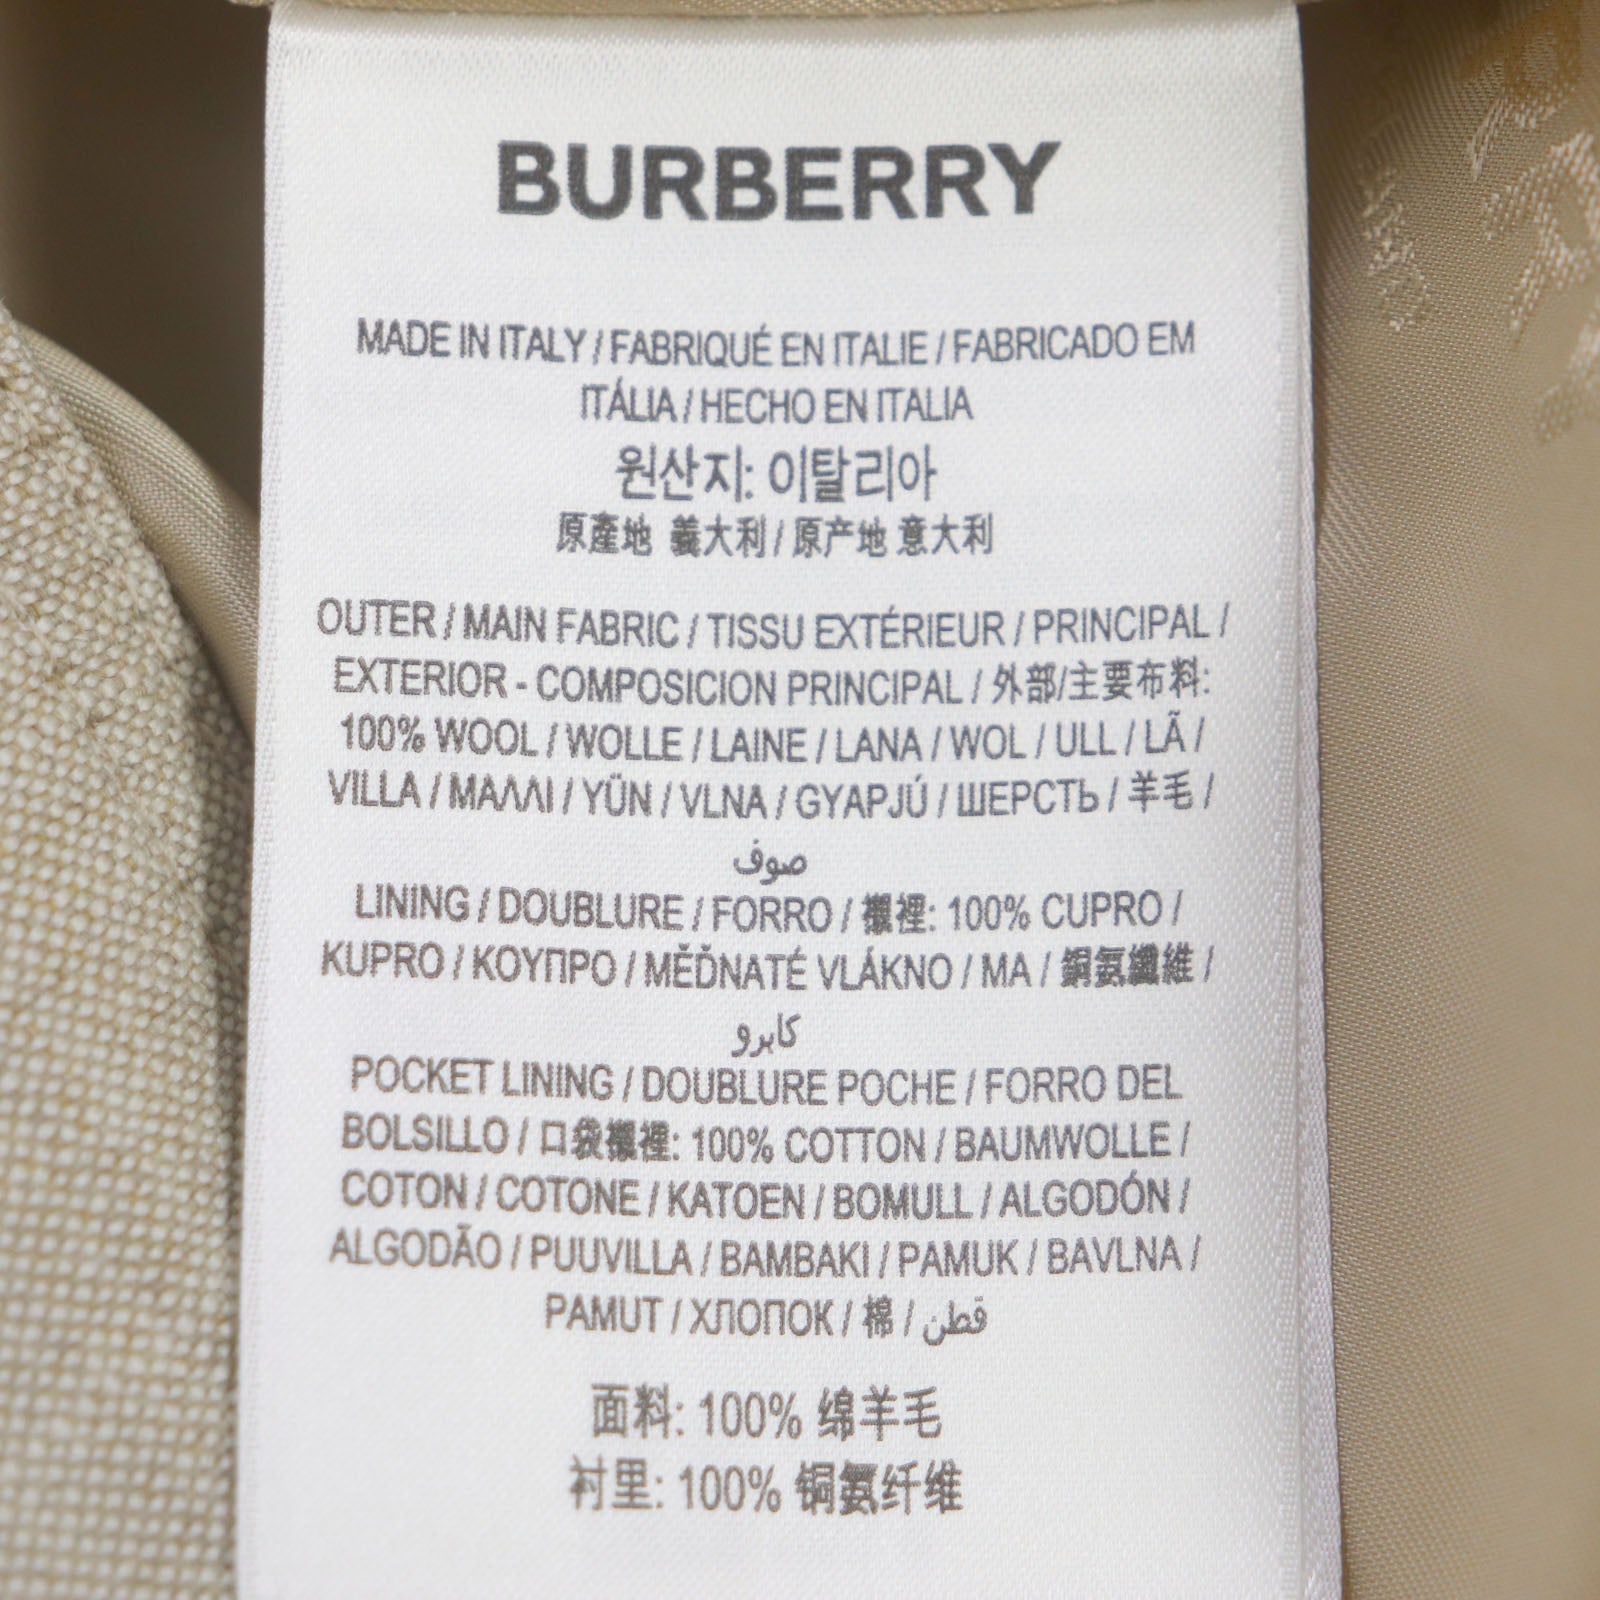 BURBERRY
MADE IN ITALY / FABRIQUÉ EN ITALIE / FABRICADO EM
ITÁLIA / HECHO EN ITALIA
원산지: 이탈리아
原產地 義大利 / 原产地 意大利
OUTER / MAIN FABRIC / TISSU EXTÉRIEUR / PRINCIPAL /
EXTERIOR - COMPOSICION PRINCIPAL / 外部/主要布料:
100% WOOL / WOLLE / LAINE / LANA / WOL / ULL / LÃ /
VILLA / ΜΑΛΛΙ / YÜN / VLNA / GYAPJÚ / ШЕРСТЬ / 羊毛 /
صوف
LINING / DOUBLURE / FORRO / 襯裡: 100% CUPRO /
KUPRO / ΚΟΥΠΡΟ / MĚĎNATÉ VLÁKNO / MA / 銅氨纖維 /
كابرو
POCKET LINING / DOUBLURE POCHE / FORRO DEL
BOLSILLO / 口袋襯裡: 100% COTTON / BAUMWOLLE /
COTON / COTONE / KATOEN / BOMULL / ALGODÓN /
ALGODÃO / PUUVILLA / BAMBAKI / PAMUK / BAVLNA /
PAMUT / ХЛОПОК / 棉 / قطن
面料: 100% 绵羊毛
衬里: 100% 铜氨纤维